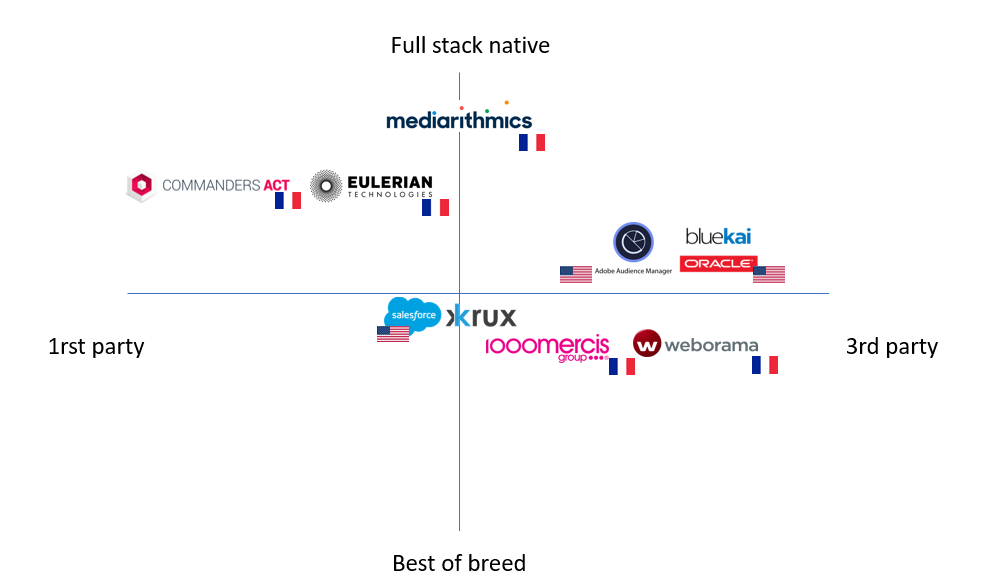 Full stack native
mediarithmics
COMMANDERS ACT
EULERIAN
TECHNOLOGIES
bluekai
ORACLE
Adobe Audience Manager
salesforce
krux
1000mercis
group
weborama
1rst party
3rd party
Best of breed